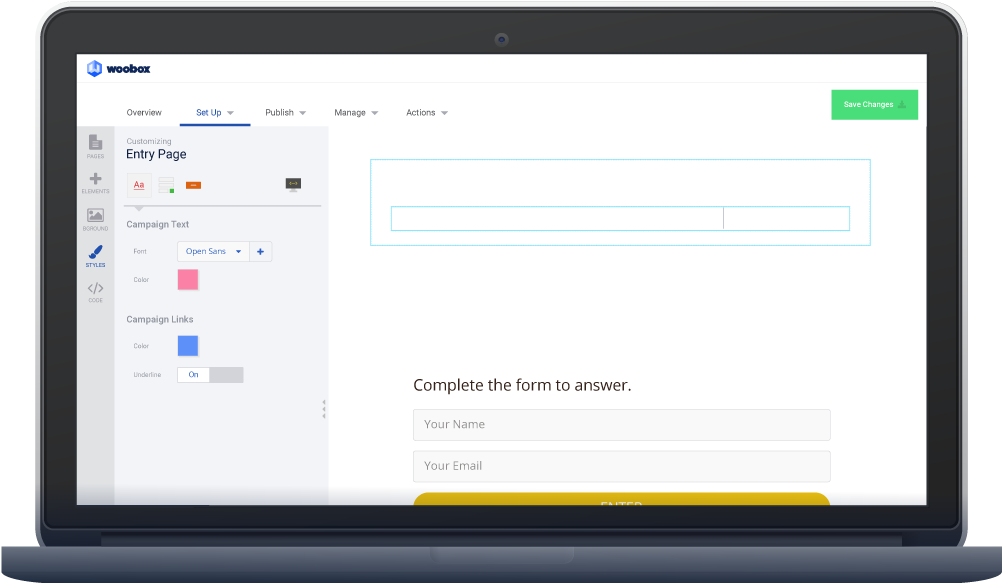 woobox
Save Changes
Overview
Set Up
Publish
Manage
Actions
PAGES
ELEMENTS
BGROUND
STYLES
CODE
Customizing
Entry Page
Aa
Campaign Text
Font
Open Sans
+
Color
Campaign Links
Color
Underline
On
Complete the form to answer.
Your Name
Your Email
ENTER